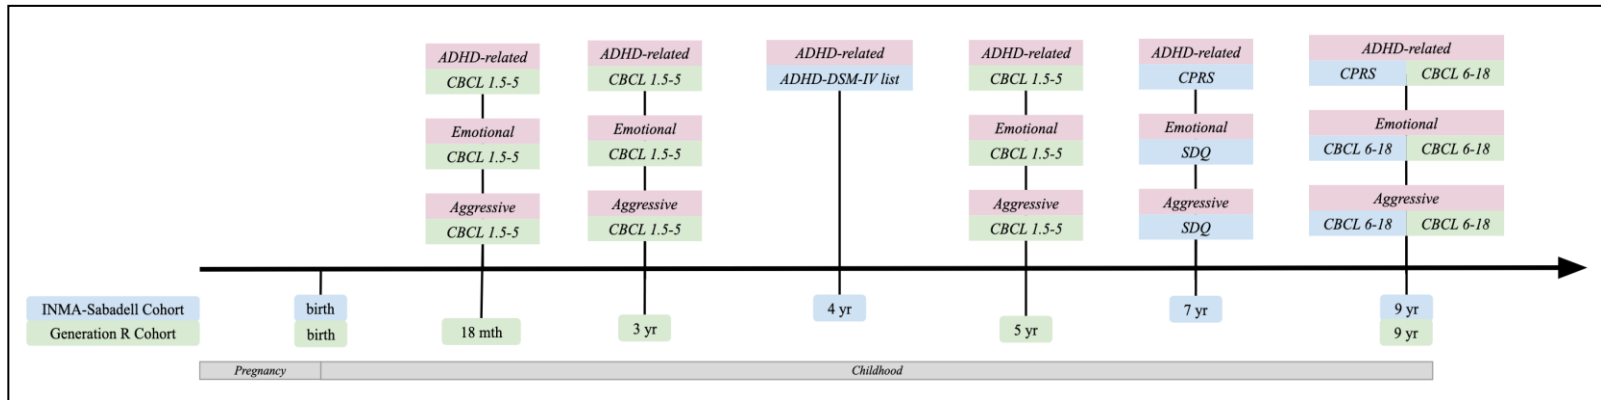 ADHD-related
CBCL 1.5-5
Emotional
CBCL 1.5-5
Aggressive
CBCL 1.5-5
ADHD-related
CBCL 1.5-5
Emotional
CBCL 1.5-5
Aggressive
CBCL 1.5-5
ADHD-related
ADHD-DSM-IV list
ADHD-related
CBCL 1.5-5
Emotional
CBCL 1.5-5
Aggressive
CBCL 1.5-5
ADHD-related
CPRS
Emotional
SDQ
Aggressive
SDQ
ADHD-related
CPRS CBCL 6-18
Emotional
CBCL 6-18 CBCL 6-18
Aggressive
CBCL 6-18 CBCL 6-18
INMA-Sabadell Cohort birth 4 yr 7 yr 9 yr
Generation R Cohort birth 18 mth 3 yr 5 yr 9 yr
Pregnancy Childhood